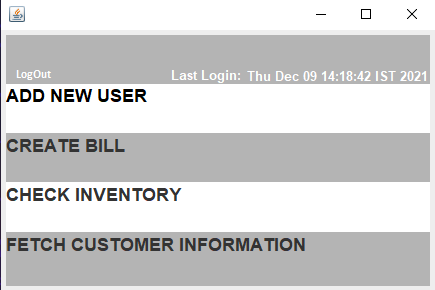 LogOut Last Login: Thu Dec 09 14:18:42 IST 2021
ADD NEW USER
CREATE BILL
CHECK INVENTORY
FETCH CUSTOMER INFORMATION